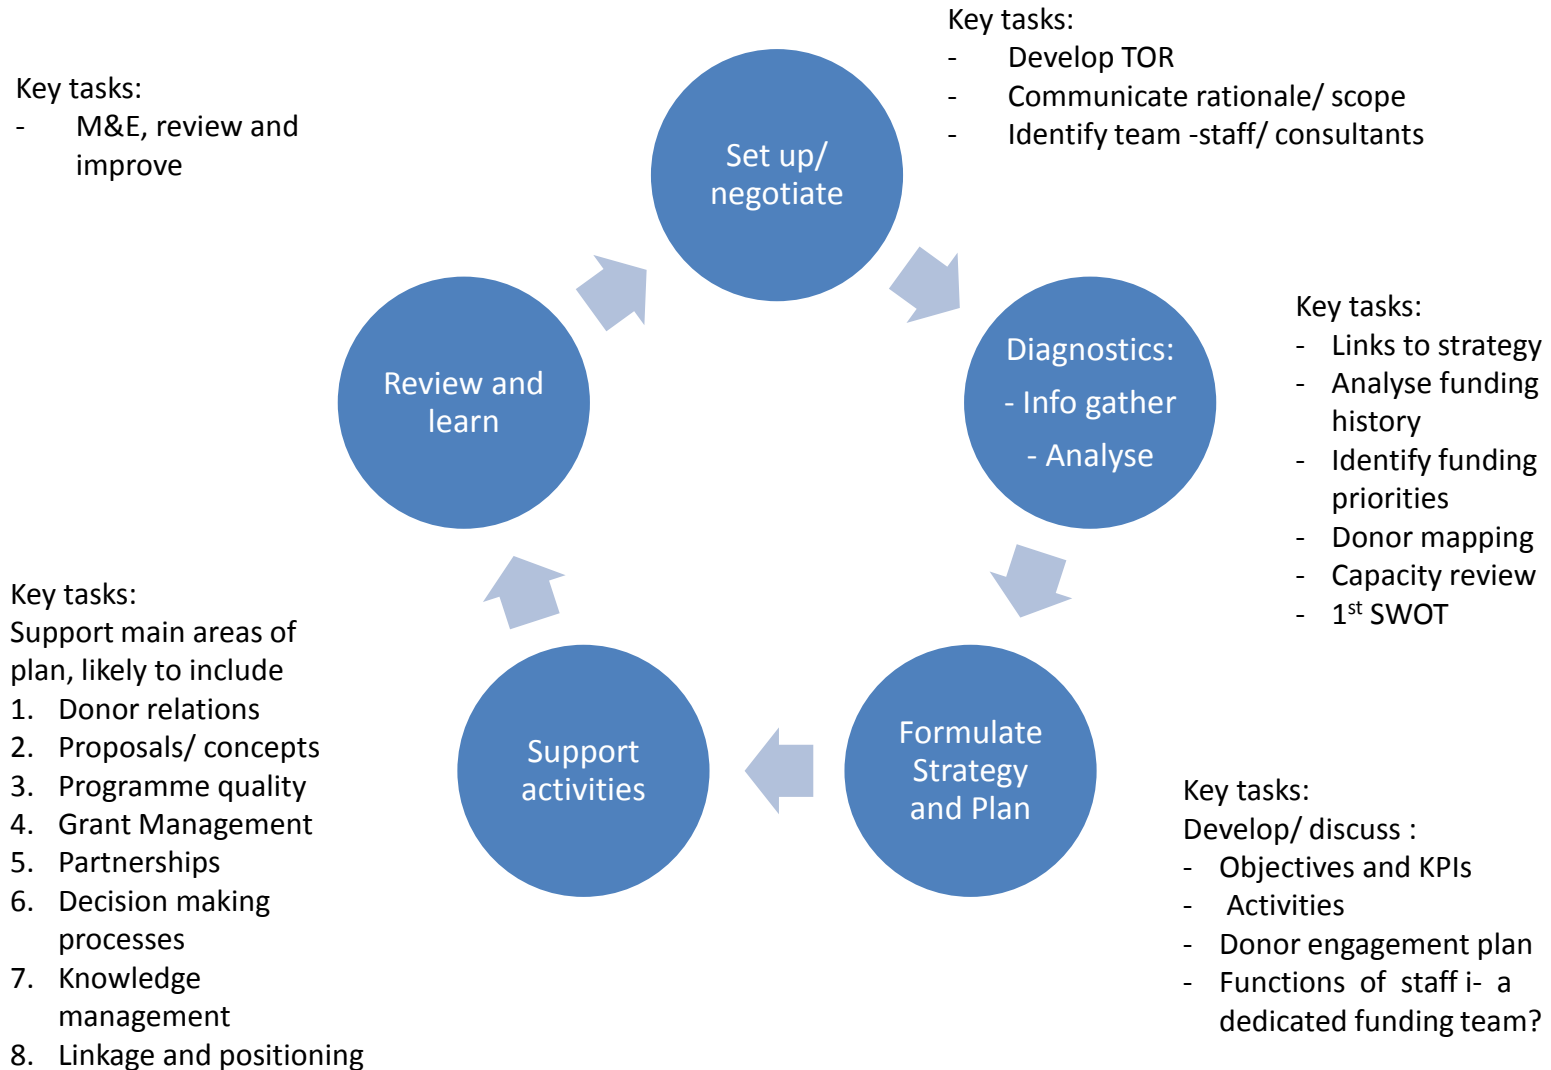 Key tasks:
- Develop TOR
- Communicate rationale/ scope
- Identify team -staff/ consultants
Key tasks:
- M&E, review and
improve
Set up/
negotiate
Key tasks:
- Links to strategy
- Analyse funding
history
- Identify funding
priorities
- Donor mapping
- Capacity review
- 1st SWOT
Diagnostics:
- Info gather
- Analyse
Review and
learn
Key tasks:
Support main areas of
plan, likely to include
1. Donor relations
2. Proposals/ concepts
3. Programme quality
4. Grant Management
5. Partnerships
6. Decision making
processes
7. Knowledge
management
8. Linkage and positioning
Support
activities
Formulate
Strategy
and Plan
Key tasks:
Develop/ discuss :
- Objectives and KPIs
- Activities
- Donor engagement plan
- Functions of staff i- a
dedicated funding team?